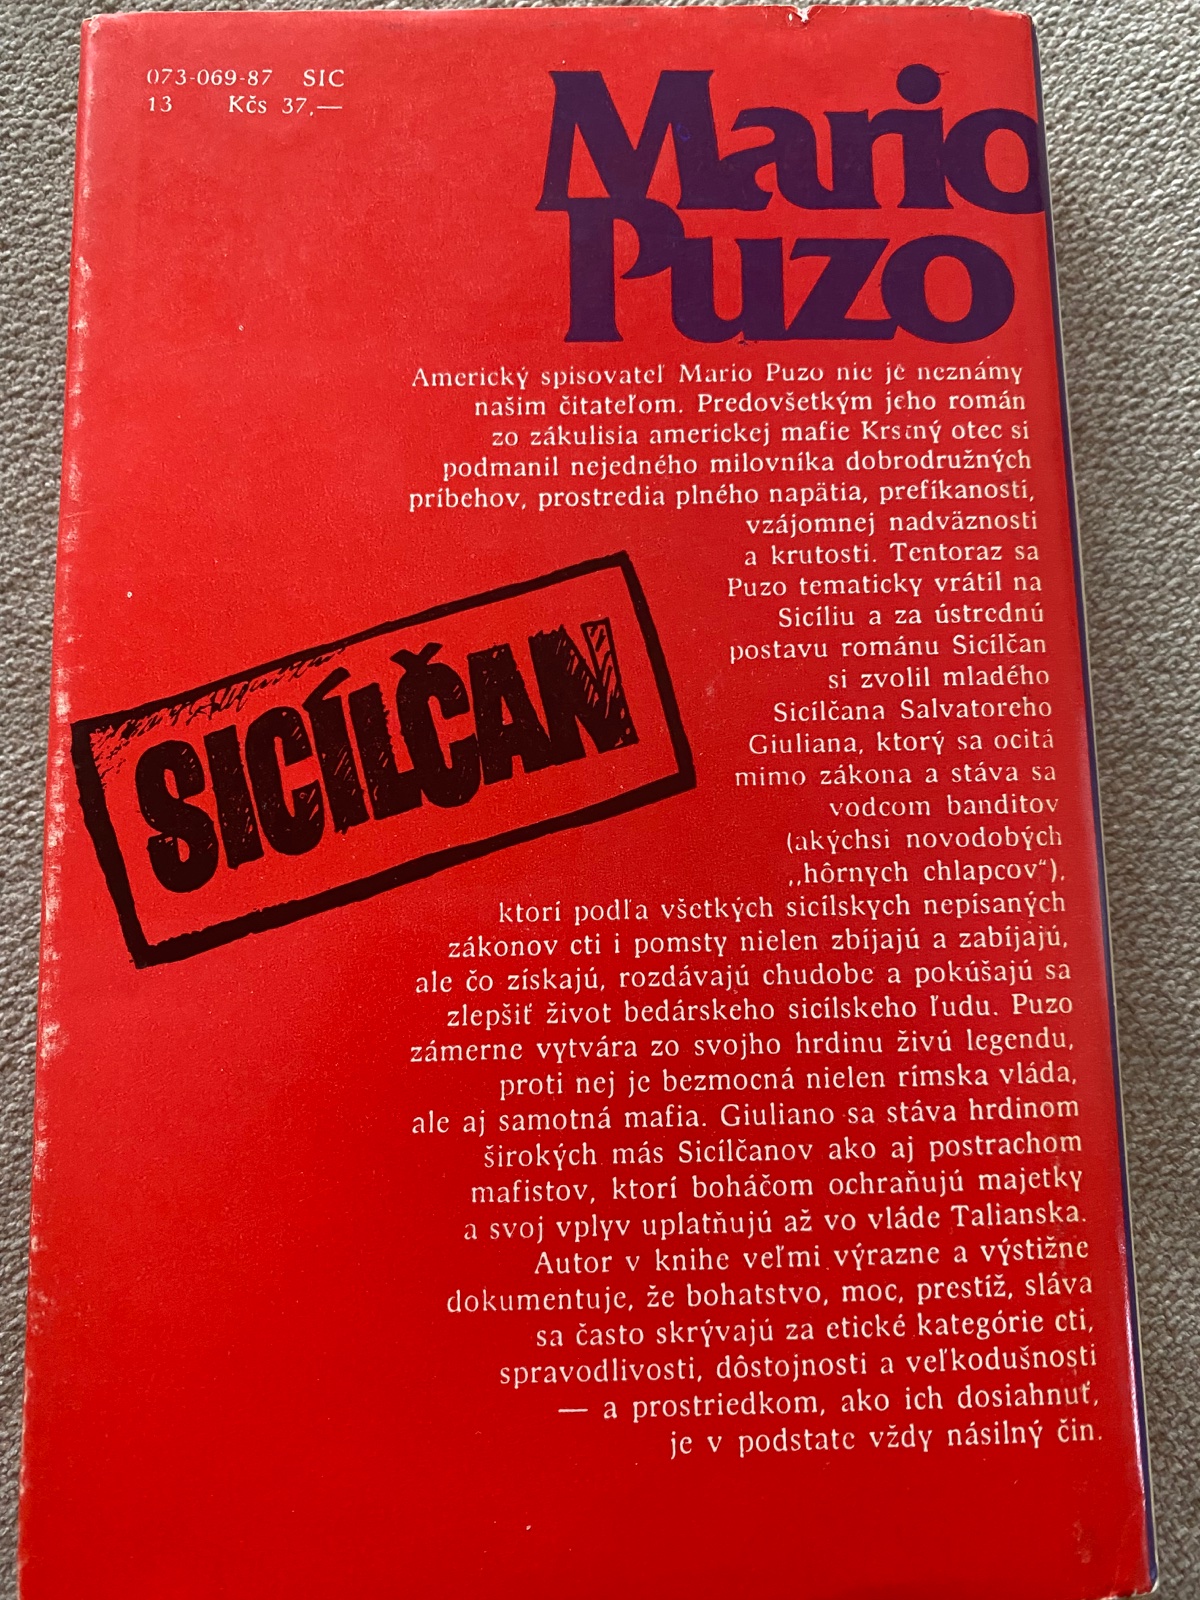 073-069-87 SIC
13 Kčs 37,—
Mario
Puzo
Americký spisovateľ Mario Puzo nie je neznámy
našim čitateľom. Predovšetkým jeho román
zo zákulisia americkej mafie Krstný otec si
podmanil nejedného milovníka dobrodružných
príbehov, prostredia plného napätia, prefíkanosti,
vzájomnej nadväznosti
a krutosti. Tentoraz sa
Puzo tematicky vrátil na
Sicíliu a za ústrednú
postavu románu Sicílčan
si zvolil mladého
Sicílčana Salvatoreho
Giuliana, ktorý sa ocitá
mimo zákona a stáva sa
vodcom banditov
(akýchsi novodobých
„hôrnych chlapcov“),
SICÍLČAN
ktorí podľa všetkých sicílskych nepísaných
zákonov cti i pomsty nielen zbíjajú a zabíjajú,
ale čo získajú, rozdávajú chudobe a pokúšajú sa
zlepšiť život bedárskeho sicílskeho ľudu. Puzo
zámerne vytvára zo svojho hrdinu živú legendu,
proti nej je bezmocná nielen rímska vláda,
ale aj samotná mafia. Giuliano sa stáva hrdinom
širokých más Sicílčanov ako aj postrachom
mafistov, ktorí boháčom ochraňujú majetky
a svoj vplyv uplatňujú až vo vláde Talianska.
Autor v knihe veľmi výrazne a výstižne
dokumentuje, že bohatstvo, moc, prestíž, sláva
sa často skrývajú za etické kategórie cti,
spravodlivosti, dôstojnosti a veľkodušnosti
— a prostriedkom, ako ich dosiahnuť,
je v podstate vždy násilný čin.